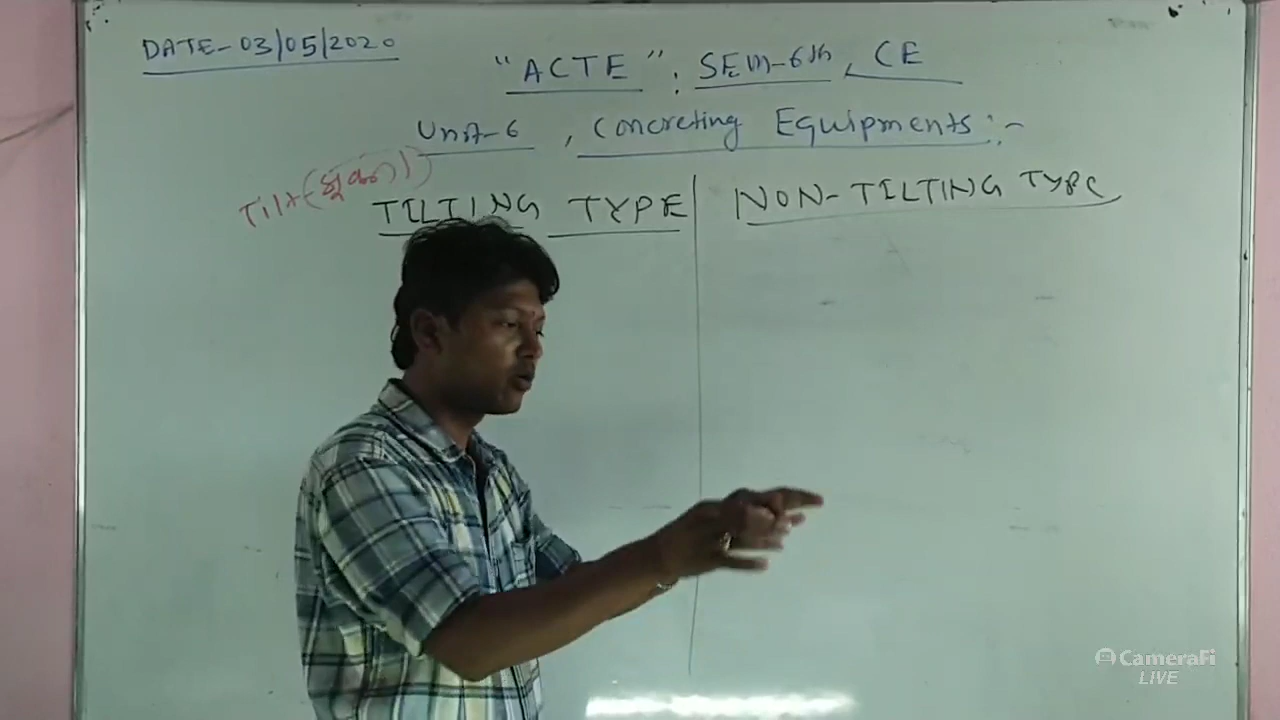 DATE-03/05/2020
"ACTE". SEM-6th, CE
Unit-6, Concreting Equipments:-
Tilt
TILTING TYPE NON-TILTING TYPE
CameraFi
LIVE